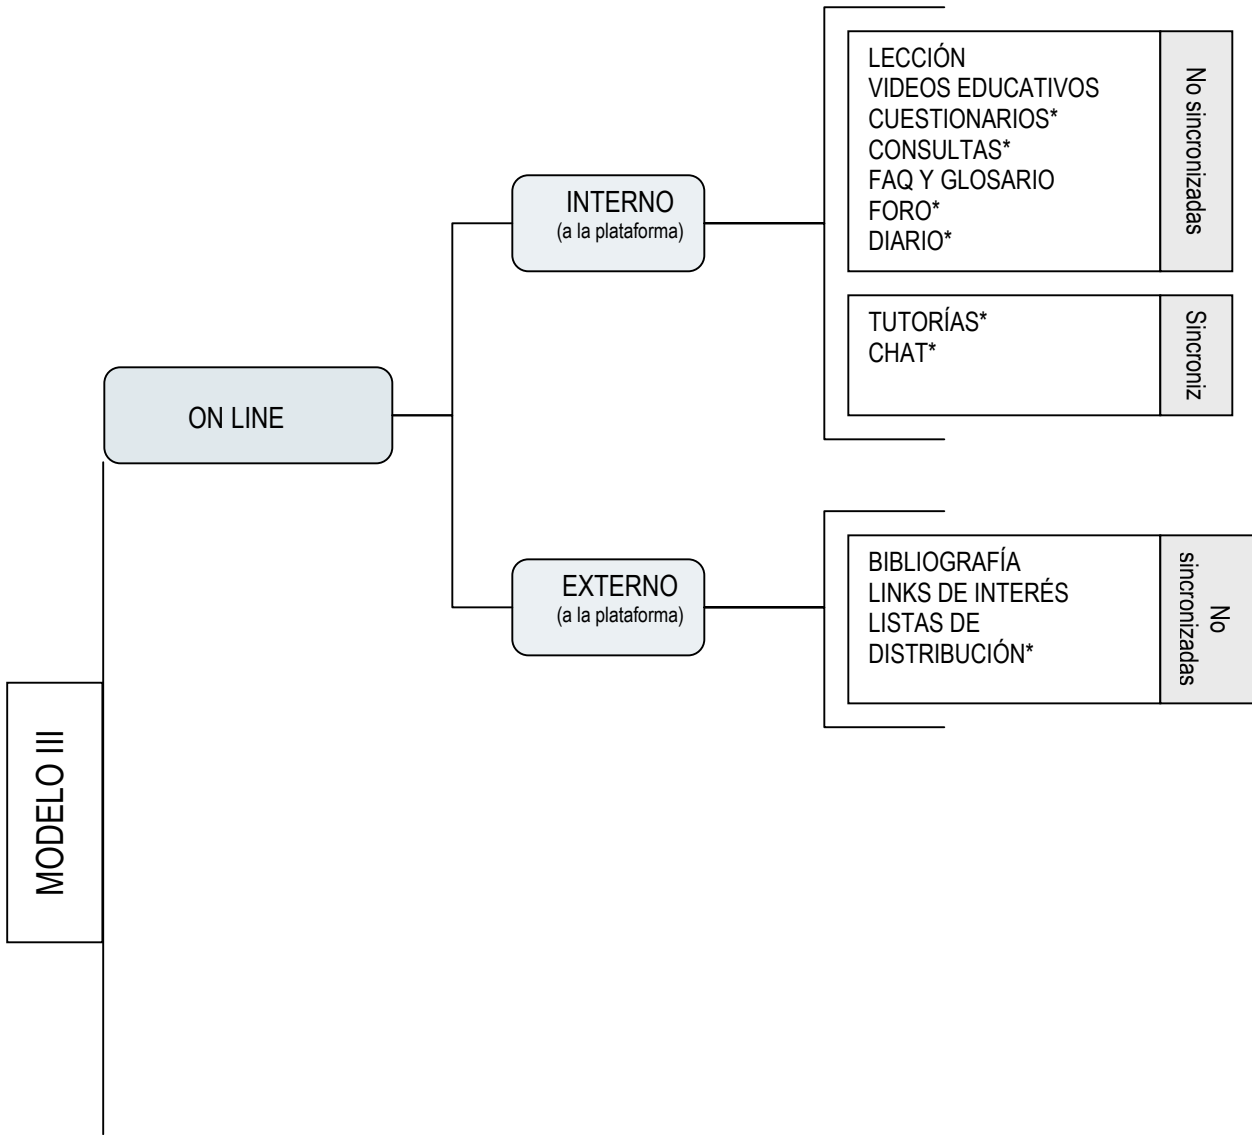 MODELO III
ON LINE
INTERNO
(a la plataforma)
LECCIÓN
VIDEOS EDUCATIVOS
CUESTIONARIOS*
CONSULTAS*
FAQ Y GLOSARIO
FORO*
DIARIO*
No sincronizadas
TUTORÍAS*
CHAT*
Sincroniz
EXTERNO
(a la plataforma)
BIBLIOGRAFÍA
LINKS DE INTERÉS
LISTAS DE
DISTRIBUCIÓN*
No
sincronizadas